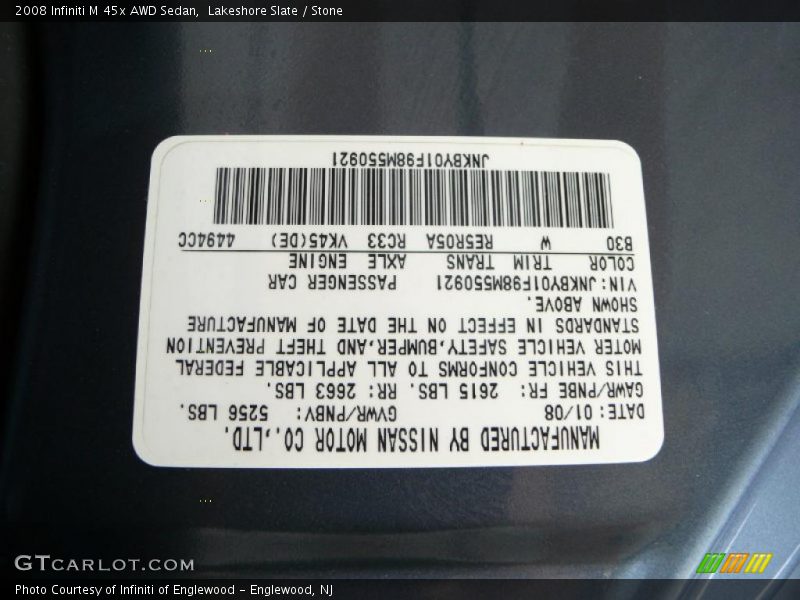 2008 Infiniti M 45x AWD Sedan, Lakeshore Slate / Stone
MANUFACTURED BY NISSAN MOTOR CO.,LTD.
DATE:01/08 GVWR/PNBV: 5256 LBS.
GAWR/PNBE FR: 2615 LBS. RR: 2663 LBS.
THIS VEHICLE CONFORMS TO ALL APPLICABLE FEDERAL
MOTOR VEHICLE SAFETY,BUMPER,AND THEFT PREVENTION
STANDARDS IN EFFECT ON THE DATE OF MANUFACTURE
SHOWN ABOVE.
VIN:JNKBY01F98M550921 PASSENGER CAR
COLOR TRIM TRANS AXLE ENGINE
B30 W RE5R05A RC33 VK45(DE) 4494CC
JNKBY01F98M550921
GTCARLOT.COM
Photo Courtesy of Infiniti of Englewood - Englewood, NJ